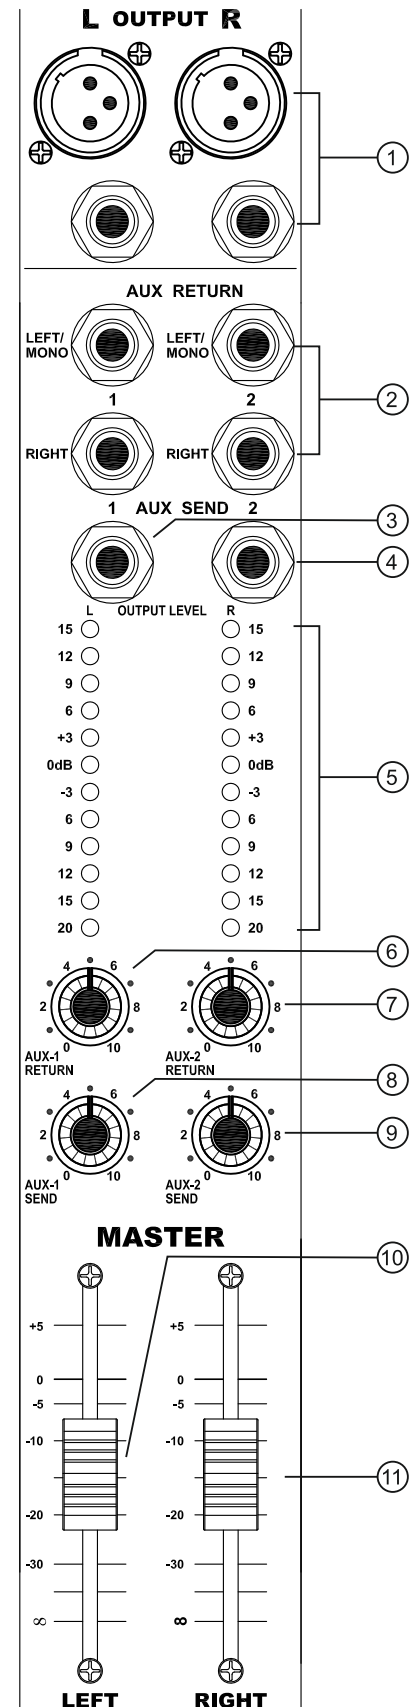 L OUTPUT R
1
AUX RETURN
LEFT/ LEFT/
MONO MONO
1 2
2
RIGHT RIGHT
1 AUX SEND 2
3
4
L OUTPUT LEVEL R
15 15
12 12
9 9
6 6
+3 +3
0dB 0dB
-3 -3
5
6 6
9 9
12 12
15 15
20 20
6
4 6 4 6
2 8 2 8
7
0 10 0 10
AUX-1 AUX-2
RETURN RETURN
8
4 6 4 6
2 8 2 8
9
0 10 0 10
AUX-1 AUX-2
SEND SEND
MASTER
10
+5 +5
0 0
-5 -5
-10 -10
11
-20 -20
-30 -30
∞ ∞
LEFT RIGHT